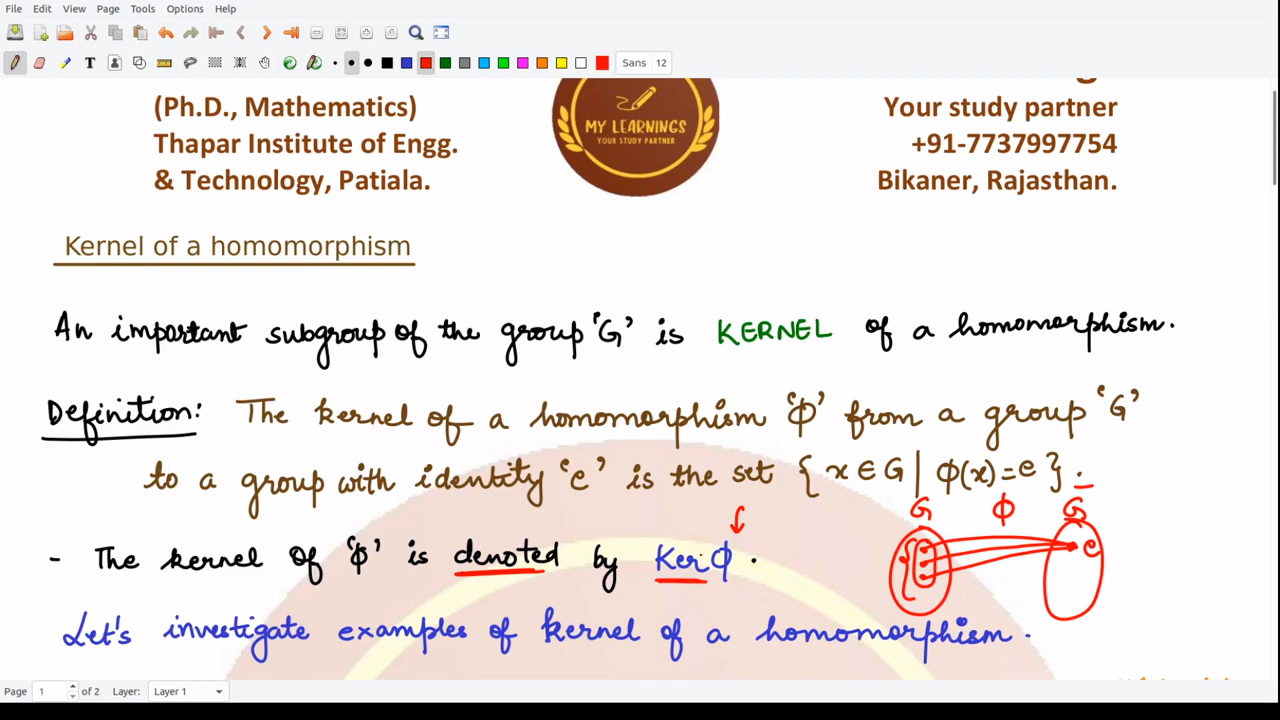 File Edit View Page Tools Options Help
Sans 12
(Ph.D., Mathematics)
Thapar Institute of Engg.
& Technology, Patiala.
MY LEARNINGS
YOUR STUDY PARTNER
Your study partner
+91-7737997754
Bikaner, Rajasthan.
Kernel of a homomorphism
An important subgroup of the group 'G' is KERNEL of a homomorphism.
Definition: The kernel of a homomorphism 'ϕ' from a group 'G'
to a group with identity 'e' is the set { x ∈ G | ϕ(x) = e }.
G ϕ G
e
- The kernel of 'ϕ' is denoted by Ker ϕ.
Let's investigate examples of kernel of a homomorphism.
Page 1 of 2 Layer: Layer 1